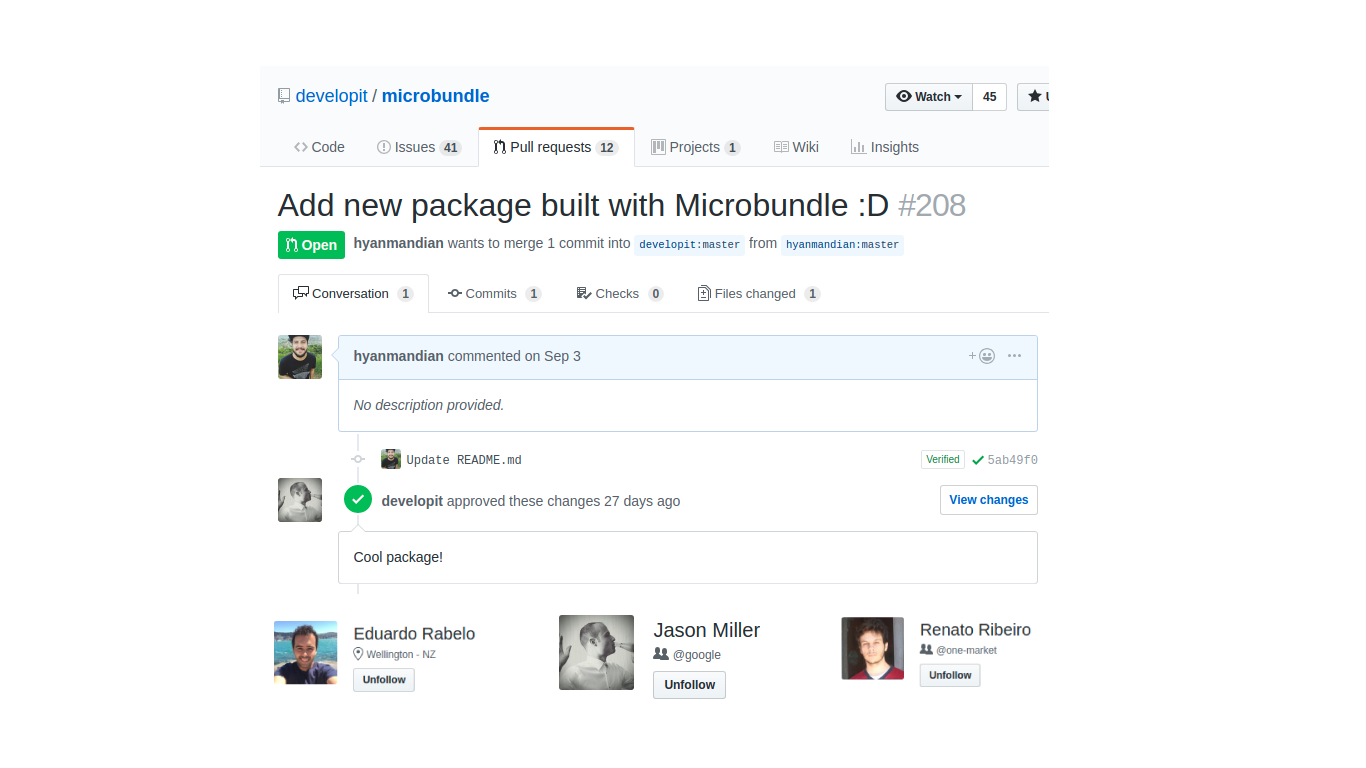 developit / microbundle
Watch 45
Code Issues 41 Pull requests 12 Projects 1 Wiki Insights
Add new package built with Microbundle :D #208
Open hyanmandian wants to merge 1 commit into developit:master from hyanmandian:master
Conversation 1 Commits 1 Checks 0 Files changed 1
hyanmandian commented on Sep 3
No description provided.
Update README.md Verified 5ab49f0
developit approved these changes 27 days ago View changes
Cool package!
Eduardo Rabelo
Wellington - NZ
Unfollow
Jason Miller
@google
Unfollow
Renato Ribeiro
@one-market
Unfollow